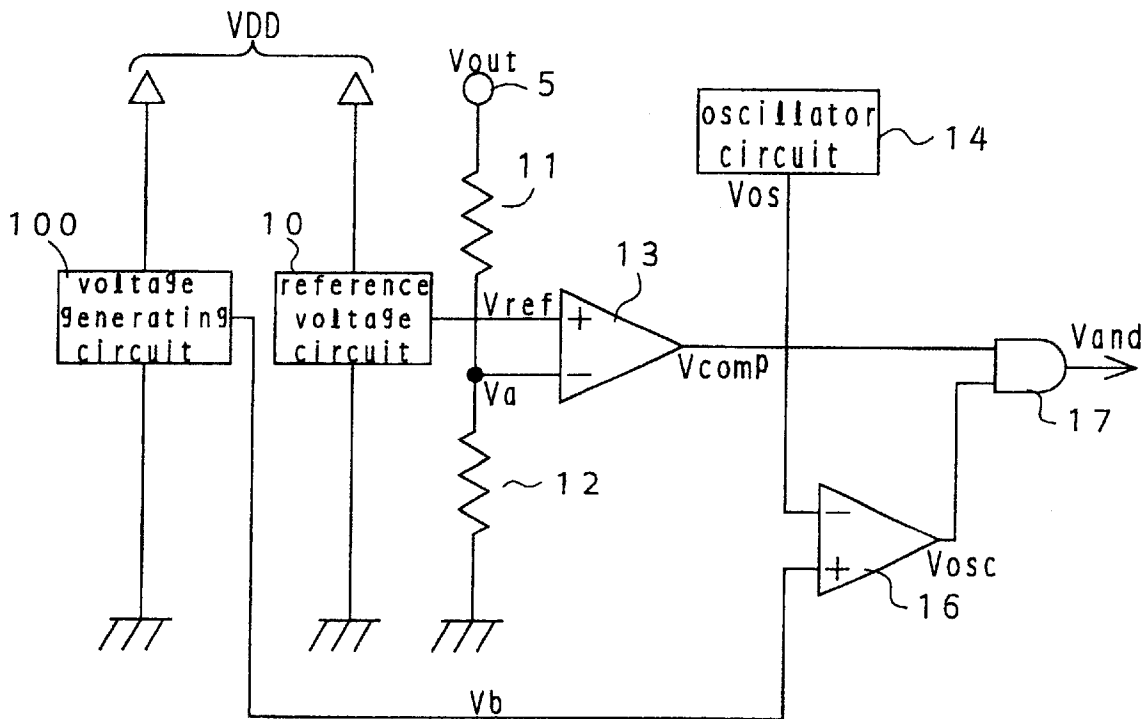 VDD
Vout
5
oscillator
circuit
14
Vos
11
100
voltage
generating
circuit
10
reference
voltage
circuit
Vref
+
−
13
Va
Vcomp
Vand
17
12
−
+
Vosc
16
Vb